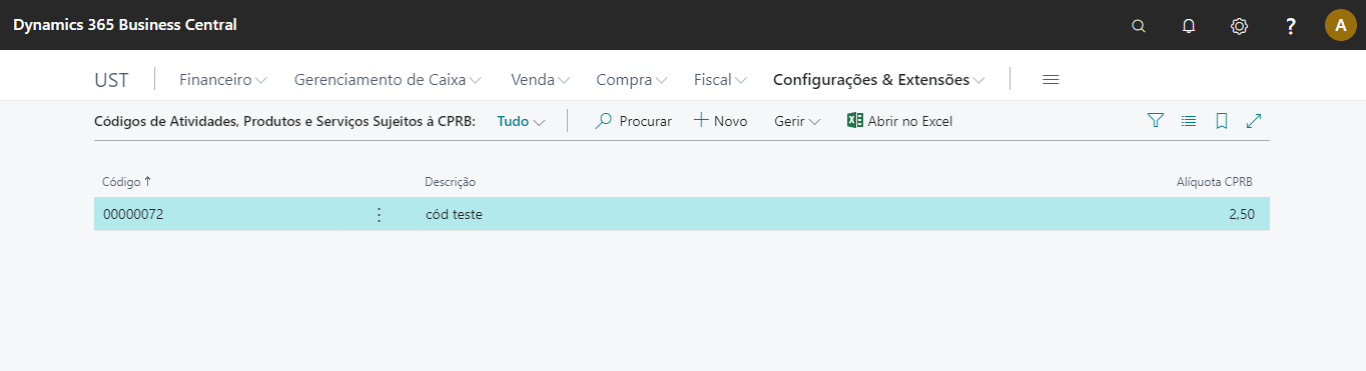 Dynamics 365 Business Central
? A
UST Financeiro Gerenciamento de Caixa Venda Compra Fiscal Configurações & Extensões
Códigos de Atividades, Produtos e Serviços Sujeitos à CPRB: Tudo Procurar Novo Gerir Abrir no Excel
Código ↑ Descrição Alíquota CPRB
00000072 cód teste 2,50